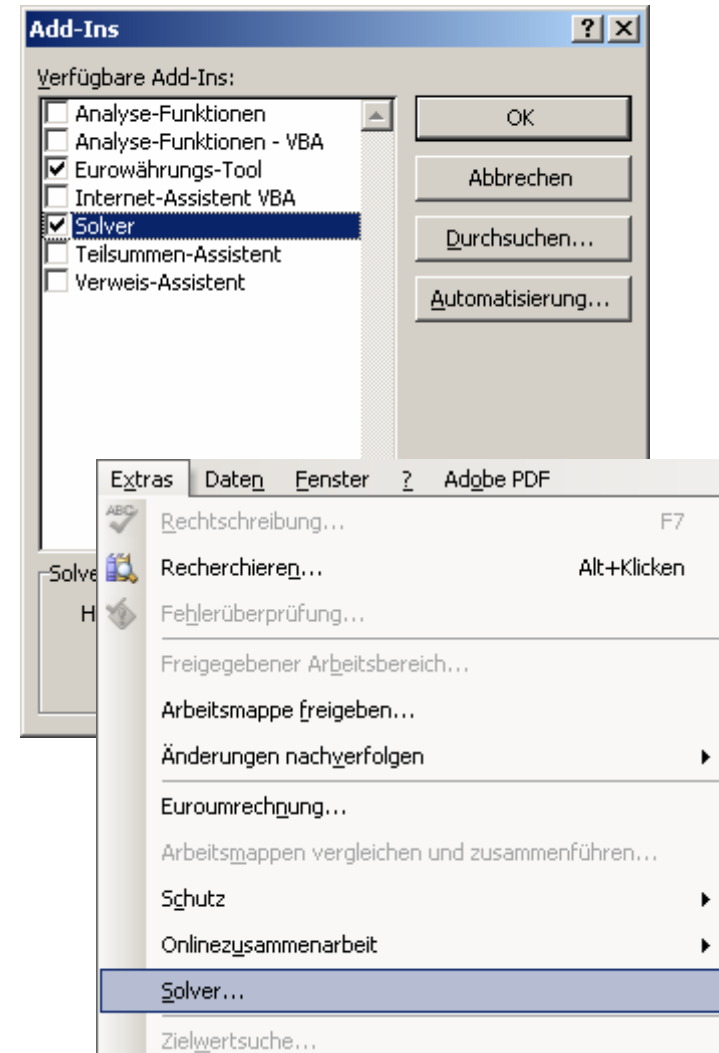 Add-Ins
Verfügbare Add-Ins:
Analyse-Funktionen
Analyse-Funktionen - VBA
Eurowährungs-Tool
Internet-Assistent VBA
Solver
Teilsummen-Assistent
Verweis-Assistent
OK
Abbrechen
Durchsuchen...
Automatisierung...
Solve
H
Extras Daten Fenster ? Adobe PDF
Rechtschreibung... F7
Recherchieren... Alt+Klicken
Fehlerüberprüfung...
Freigegebener Arbeitsbereich...
Arbeitsmappe freigeben...
Änderungen nachverfolgen
Euroumrechnung...
Arbeitsmappen vergleichen und zusammenführen...
Schutz
Onlinezusammenarbeit
Solver...
Zielwertsuche...